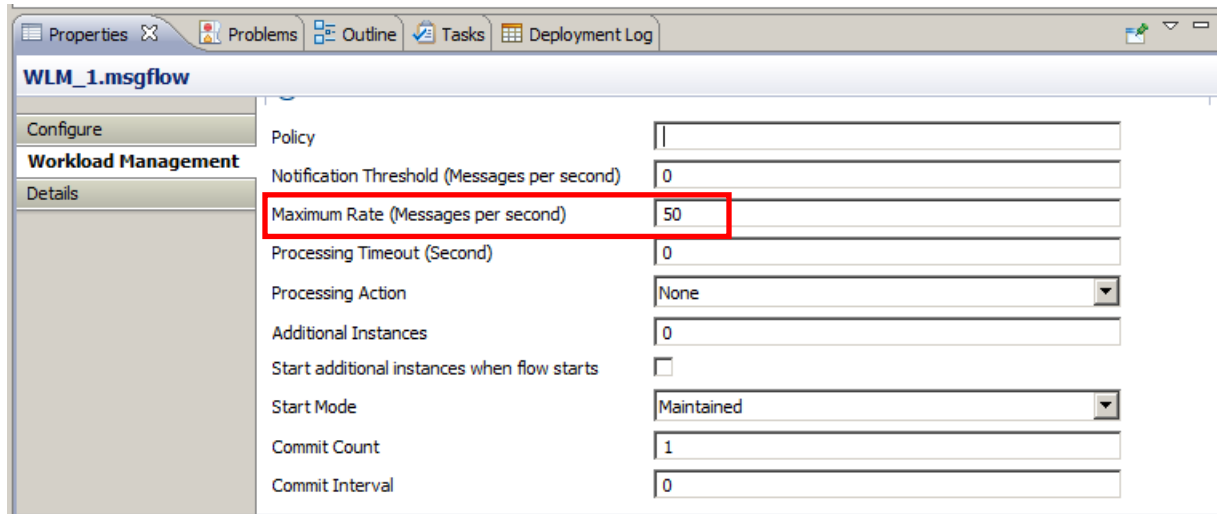 Properties Problems Outline Tasks Deployment Log
WLM_1.msgflow
Configure
Workload Management
Details
Policy
Notification Threshold (Messages per second) 0
Maximum Rate (Messages per second) 50
Processing Timeout (Second) 0
Processing Action None
Additional Instances 0
Start additional instances when flow starts
Start Mode Maintained
Commit Count 1
Commit Interval 0